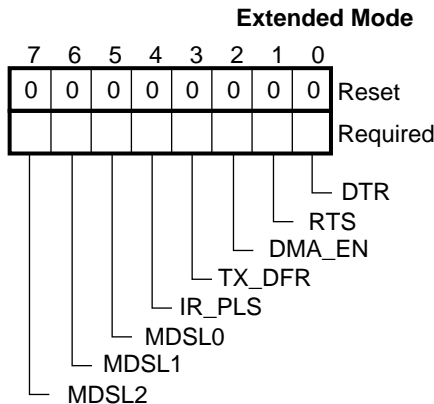 Extended Mode
7 6 5 4 3 2 1 0
0 0 0 0 0 0 0 0 Reset
Required
DTR
RTS
DMA_EN
TX_DFR
IR_PLS
MDSL0
MDSL1
MDSL2